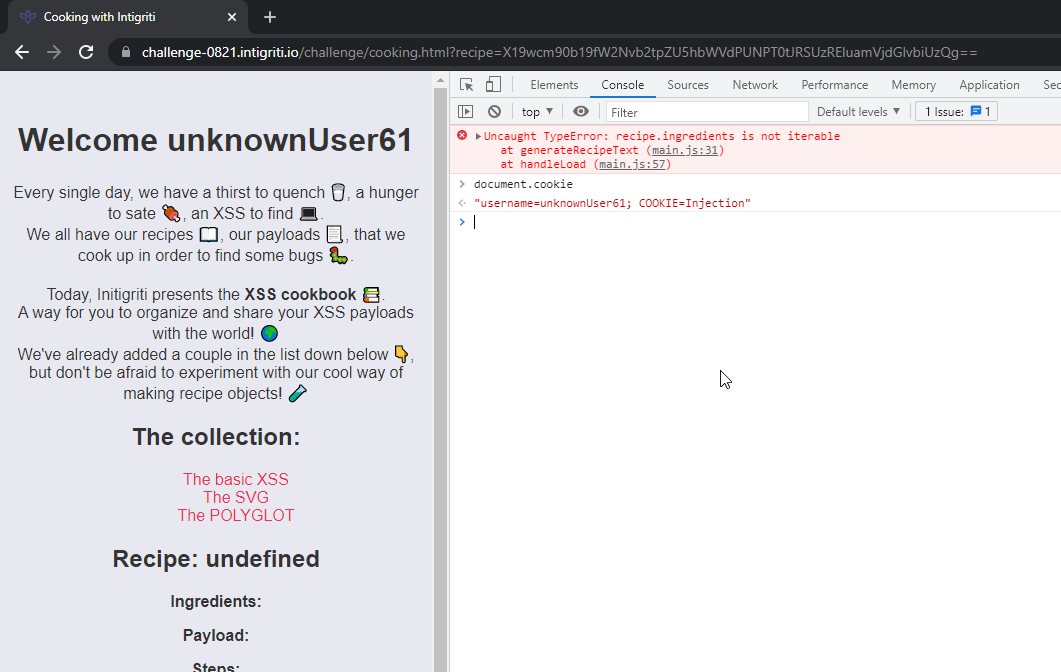 Cooking with Intigriti
challenge-0821.intigriti.io/challenge/cooking.html?recipe=X19wcm90b19fW2Nvb2tpZU5hbWVdPUNPT0tJRSUzREluamVjdGlvbiUzQg==
Welcome unknownUser61
Every single day, we have a thirst to quench 🥛, a hunger
to sate 🍖, an XSS to find 💻.
We all have our recipes 📖, our payloads 📃, that we
cook up in order to find some bugs 🐛.
Today, Initigriti presents the XSS cookbook 📚.
A way for you to organize and share your XSS payloads
with the world! 🌍
We've already added a couple in the list down below 👇,
but don't be afraid to experiment with our cool way of
making recipe objects! 🧪
The collection:
The basic XSS
The SVG
The POLYGLOT
Recipe: undefined
Ingredients:
Payload:
Steps:
Elements Console Sources Network Performance Memory Application Sec
top ▼ Filter Default levels ▼ 1 Issue: 1
Uncaught TypeError: recipe.ingredients is not iterable
at generateRecipeText (main.js:31)
at handleLoad (main.js:57)
document.cookie
"username=unknownUser61; COOKIE=Injection"